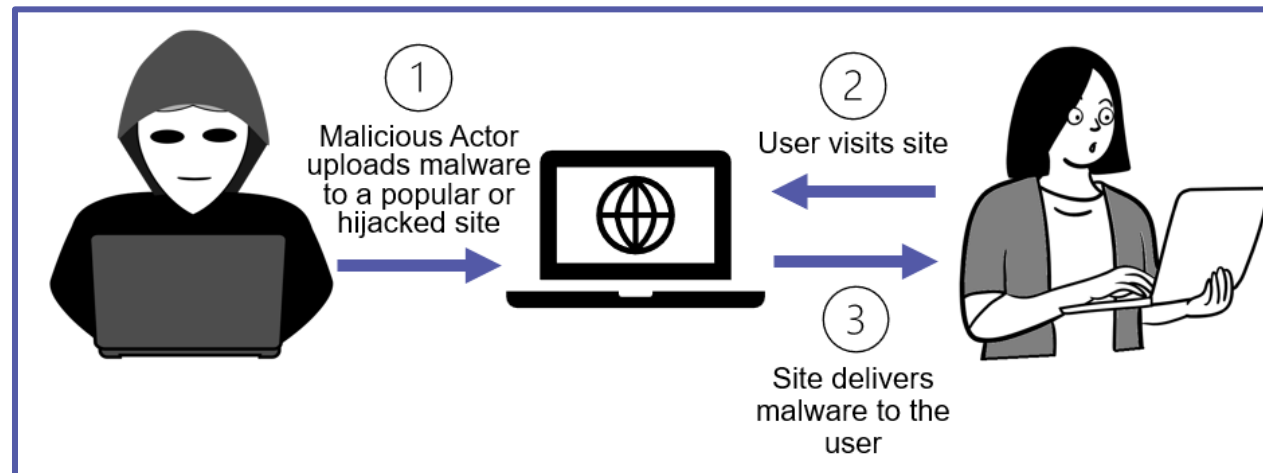 1
Malicious Actor
uploads malware
to a popular or
hijacked site
2
User visits site
3
Site delivers
malware to the
user